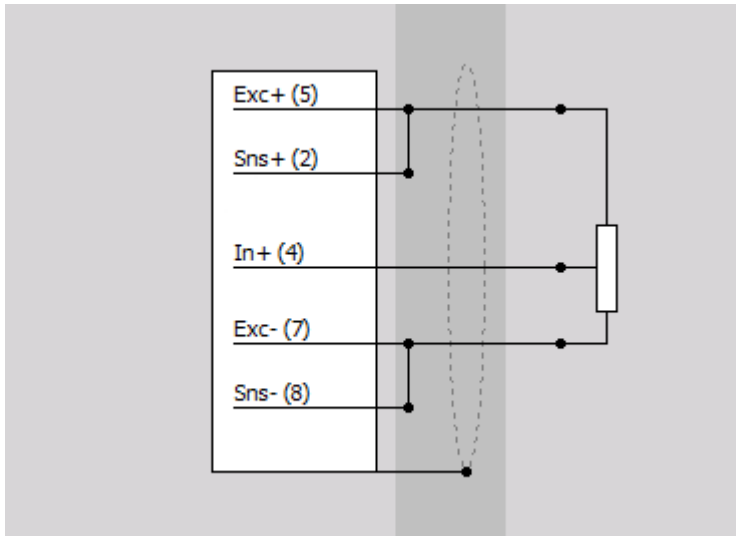 Exc+ (5)
Sns+ (2)
In+ (4)
Exc- (7)
Sns- (8)